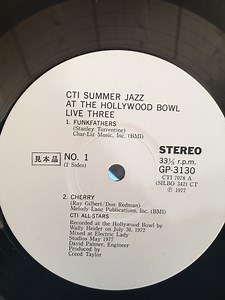 CTI SUMMER JAZZ
AT THE HOLLYWOOD BOWL
LIVE THREE
1. FUNKFATHERS
(Stanley Turrentine)
Char-Liz Music, Inc. (BMI)
STEREO
見本品
NO. 1
(2 Sides)
33⅓ r.p.m.
GP-3130
CTI 7078 A
(SILBO 342) CT
Ⓟ 1977
2. CHERRY
(Ray Gilbert/Don Redman)
Melody Lane Publications, Inc. (BMI)
CTI ALL-STARS
Recorded at the Hollywood Bowl by
Wally Heider on July 30, 1972
Mixed at Electric Lady
Studios May 1977
David Palmer, Engineer
Produced by
Creed Taylor